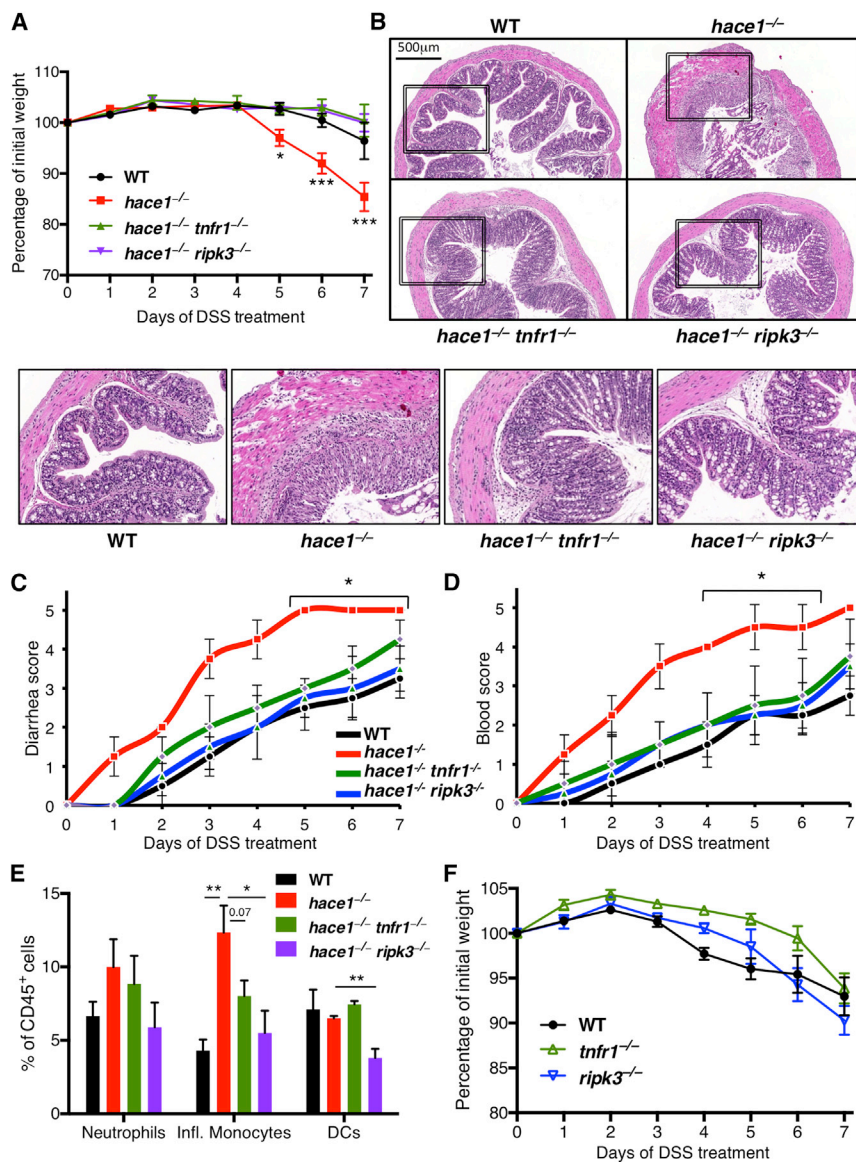 A
Percentage of initial weight
110
100
90
80
70
WT
hace1–/–
hace1–/– tnfr1–/–
hace1–/– ripk3–/–
*
***
***
0 1 2 3 4 5 6 7
Days of DSS treatment
B
WT
hace1–/–
500μm
hace1–/– tnfr1–/–
hace1–/– ripk3–/–
WT
hace1–/–
hace1–/– tnfr1–/–
hace1–/– ripk3–/–
C
*
Diarrhea score
5
4
3
2
1
0
WT
hace1-/-
hace1-/- tnfr1-/-
hace1-/- ripk3-/-
0 1 2 3 4 5 6 7
Days of DSS treatment
D
*
Blood score
5
4
3
2
1
0
0 1 2 3 4 5 6 7
Days of DSS treatment
E
% of CD45+ cells
15
10
5
0
WT
hace1–/–
hace1–/– tnfr1–/–
hace1–/– ripk3–/–
** *
0.07
**
Neutrophils Infl. Monocytes DCs
F
Percentage of initial weight
105
100
95
90
85
80
WT
tnfr1–/–
ripk3–/–
0 1 2 3 4 5 6 7
Days of DSS treatment